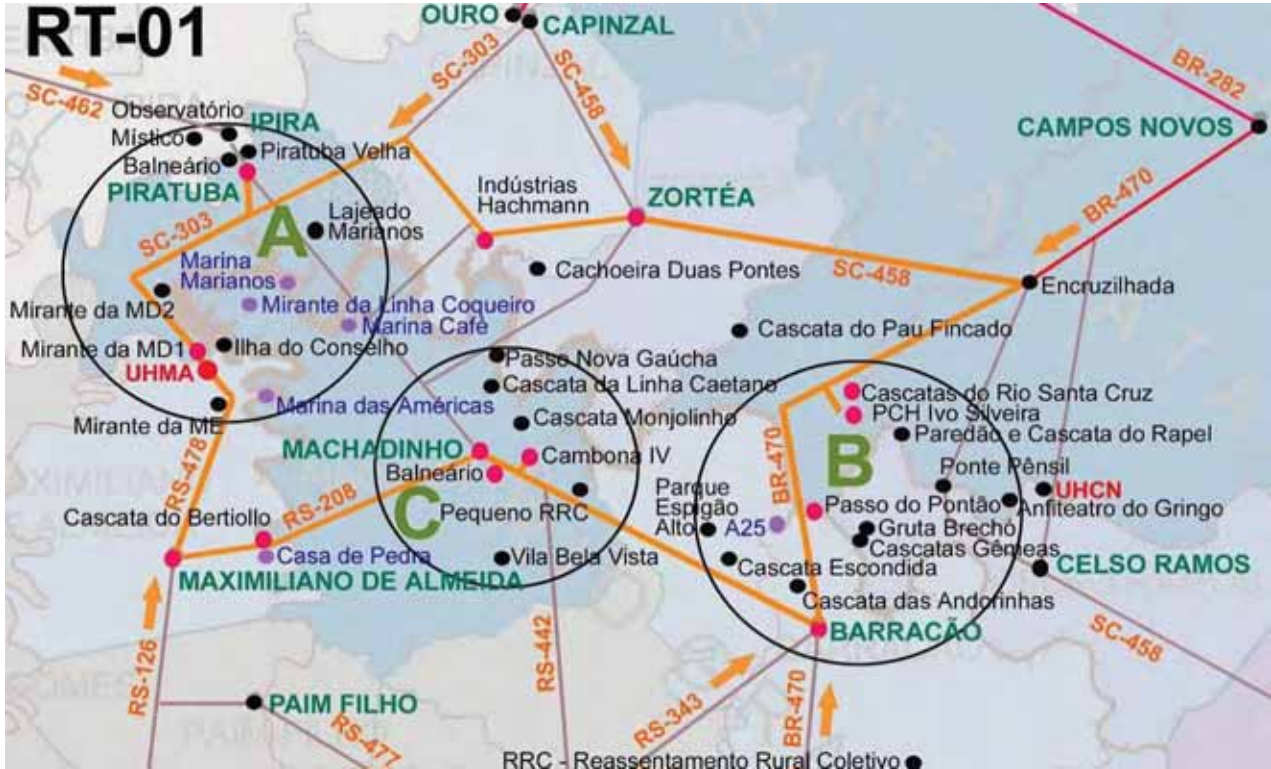 RT-01
OURO
CAPINZAL
SC-303
SC-458
BR-282
SC-462
Observatório
IPIRA
Místico
Piratuba Velha
Balneário
PIRATUBA
CAMPOS NOVOS
Indústrias
Hachmann
ZORTÉA
BR-470
Lajeado
Marianos
SC-303
A
Marina
Marianos
Cachoeira Duas Pontes
SC-458
Encruzilhada
Mirante da MD2
Mirante da Linha Coqueiro
Marina Café
Cascata do Pau Fincado
Mirante da MD1
Ilha do Conselho
UHMA
Passo Nova Gaúcha
Cascata da Linha Caetano
Cascatas do Rio Santa Cruz
Marina das Américas
PCH Ivo Silveira
Mirante da ME
Cascata Monjolinho
Paredão e Cascata do Rapel
RS-478
MACHADINHO
Cambona IV
BR-470
B
Balneário
Ponte Pênsil
Parque
Espigão
Alto
UHCN
RS-208
C
Pequeno RRC
Passo do Pontão
Anfiteatro do Gringo
Cascata do Bertiollo
A25
Gruta Brechó
Cascatas Gêmeas
Casa de Pedra
Vila Bela Vista
Cascata Escondida
CELSO RAMOS
MAXIMILIANO DE ALMEIDA
Cascata das Andorinhas
BARRACÃO
SC-458
RS-126
RS-442
RS-343
BR-470
PAIM FILHO
RS-477
RRC - Reassentamento Rural Coletivo